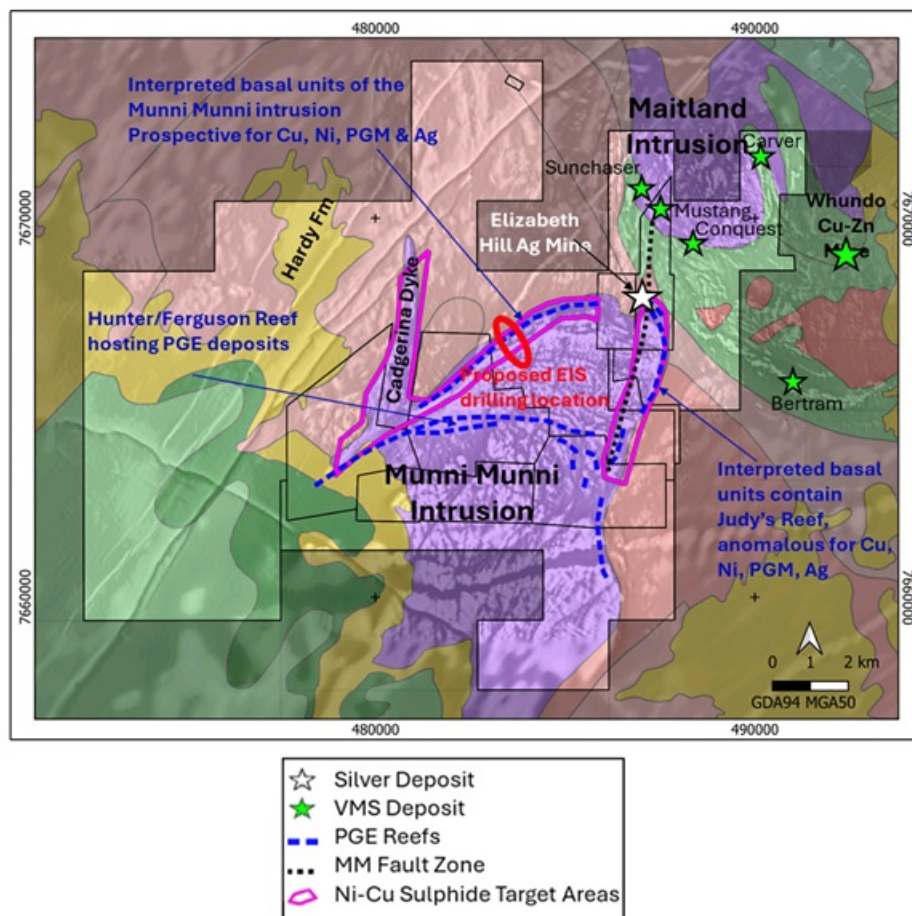 480000
490000
Interpreted basal units of the
Munni Munni intrusion
Prospective for Cu, Ni, PGM & Ag
Maitland
Intrusion
Carver
Sunchaser
7670000
7670000
Hardy Fm
Elizabeth
Hill Ag Mine
Mustang
Conquest
Whundo
Cu-Zn
Mine
Hunter/Ferguson Reef
hosting PGE deposits
Cadgerina Dyke
Proposed EIS
drilling location
Bertram
Munni Munni
Intrusion
Interpreted basal
units contain
Judy's Reef,
anomalous for Cu,
Ni, PGM, Ag
7660000
7660000
0 1 2 km
GDA94 MGA50
480000
490000
Silver Deposit
VMS Deposit
PGE Reefs
MM Fault Zone
Ni-Cu Sulphide Target Areas